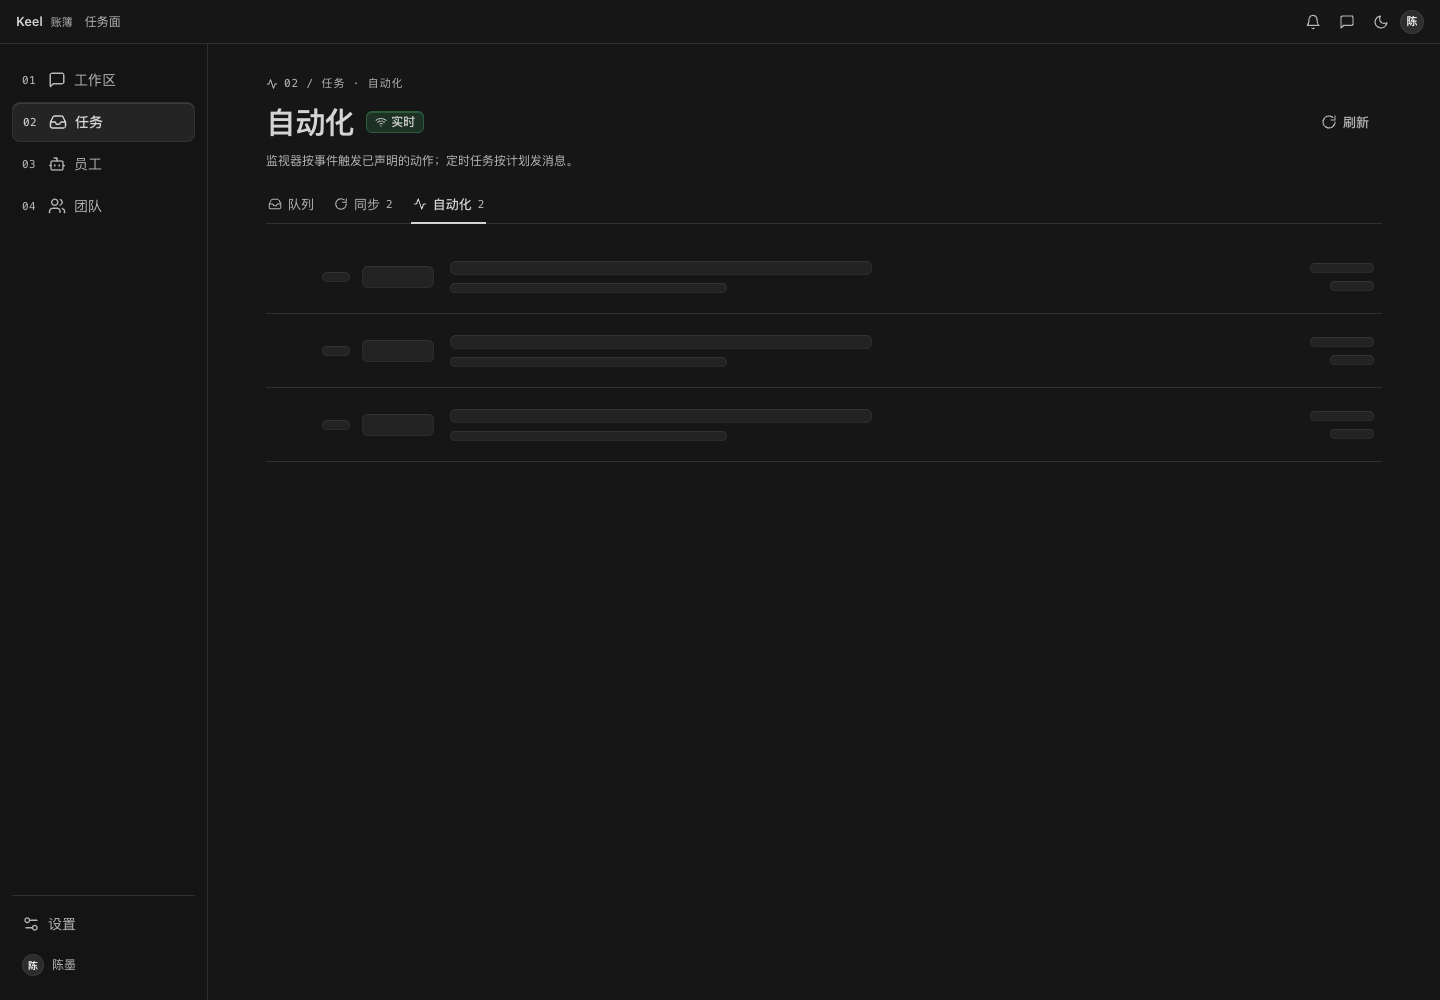 Keel 账簿 任务面
陈
01 工作区
02 任务
03 员工
04 团队
设置
陈 陈墨
02 / 任务 · 自动化
自动化 实时
刷新
监视器按事件触发已声明的动作；定时任务按计划发消息。
队列 同步 2 自动化 2